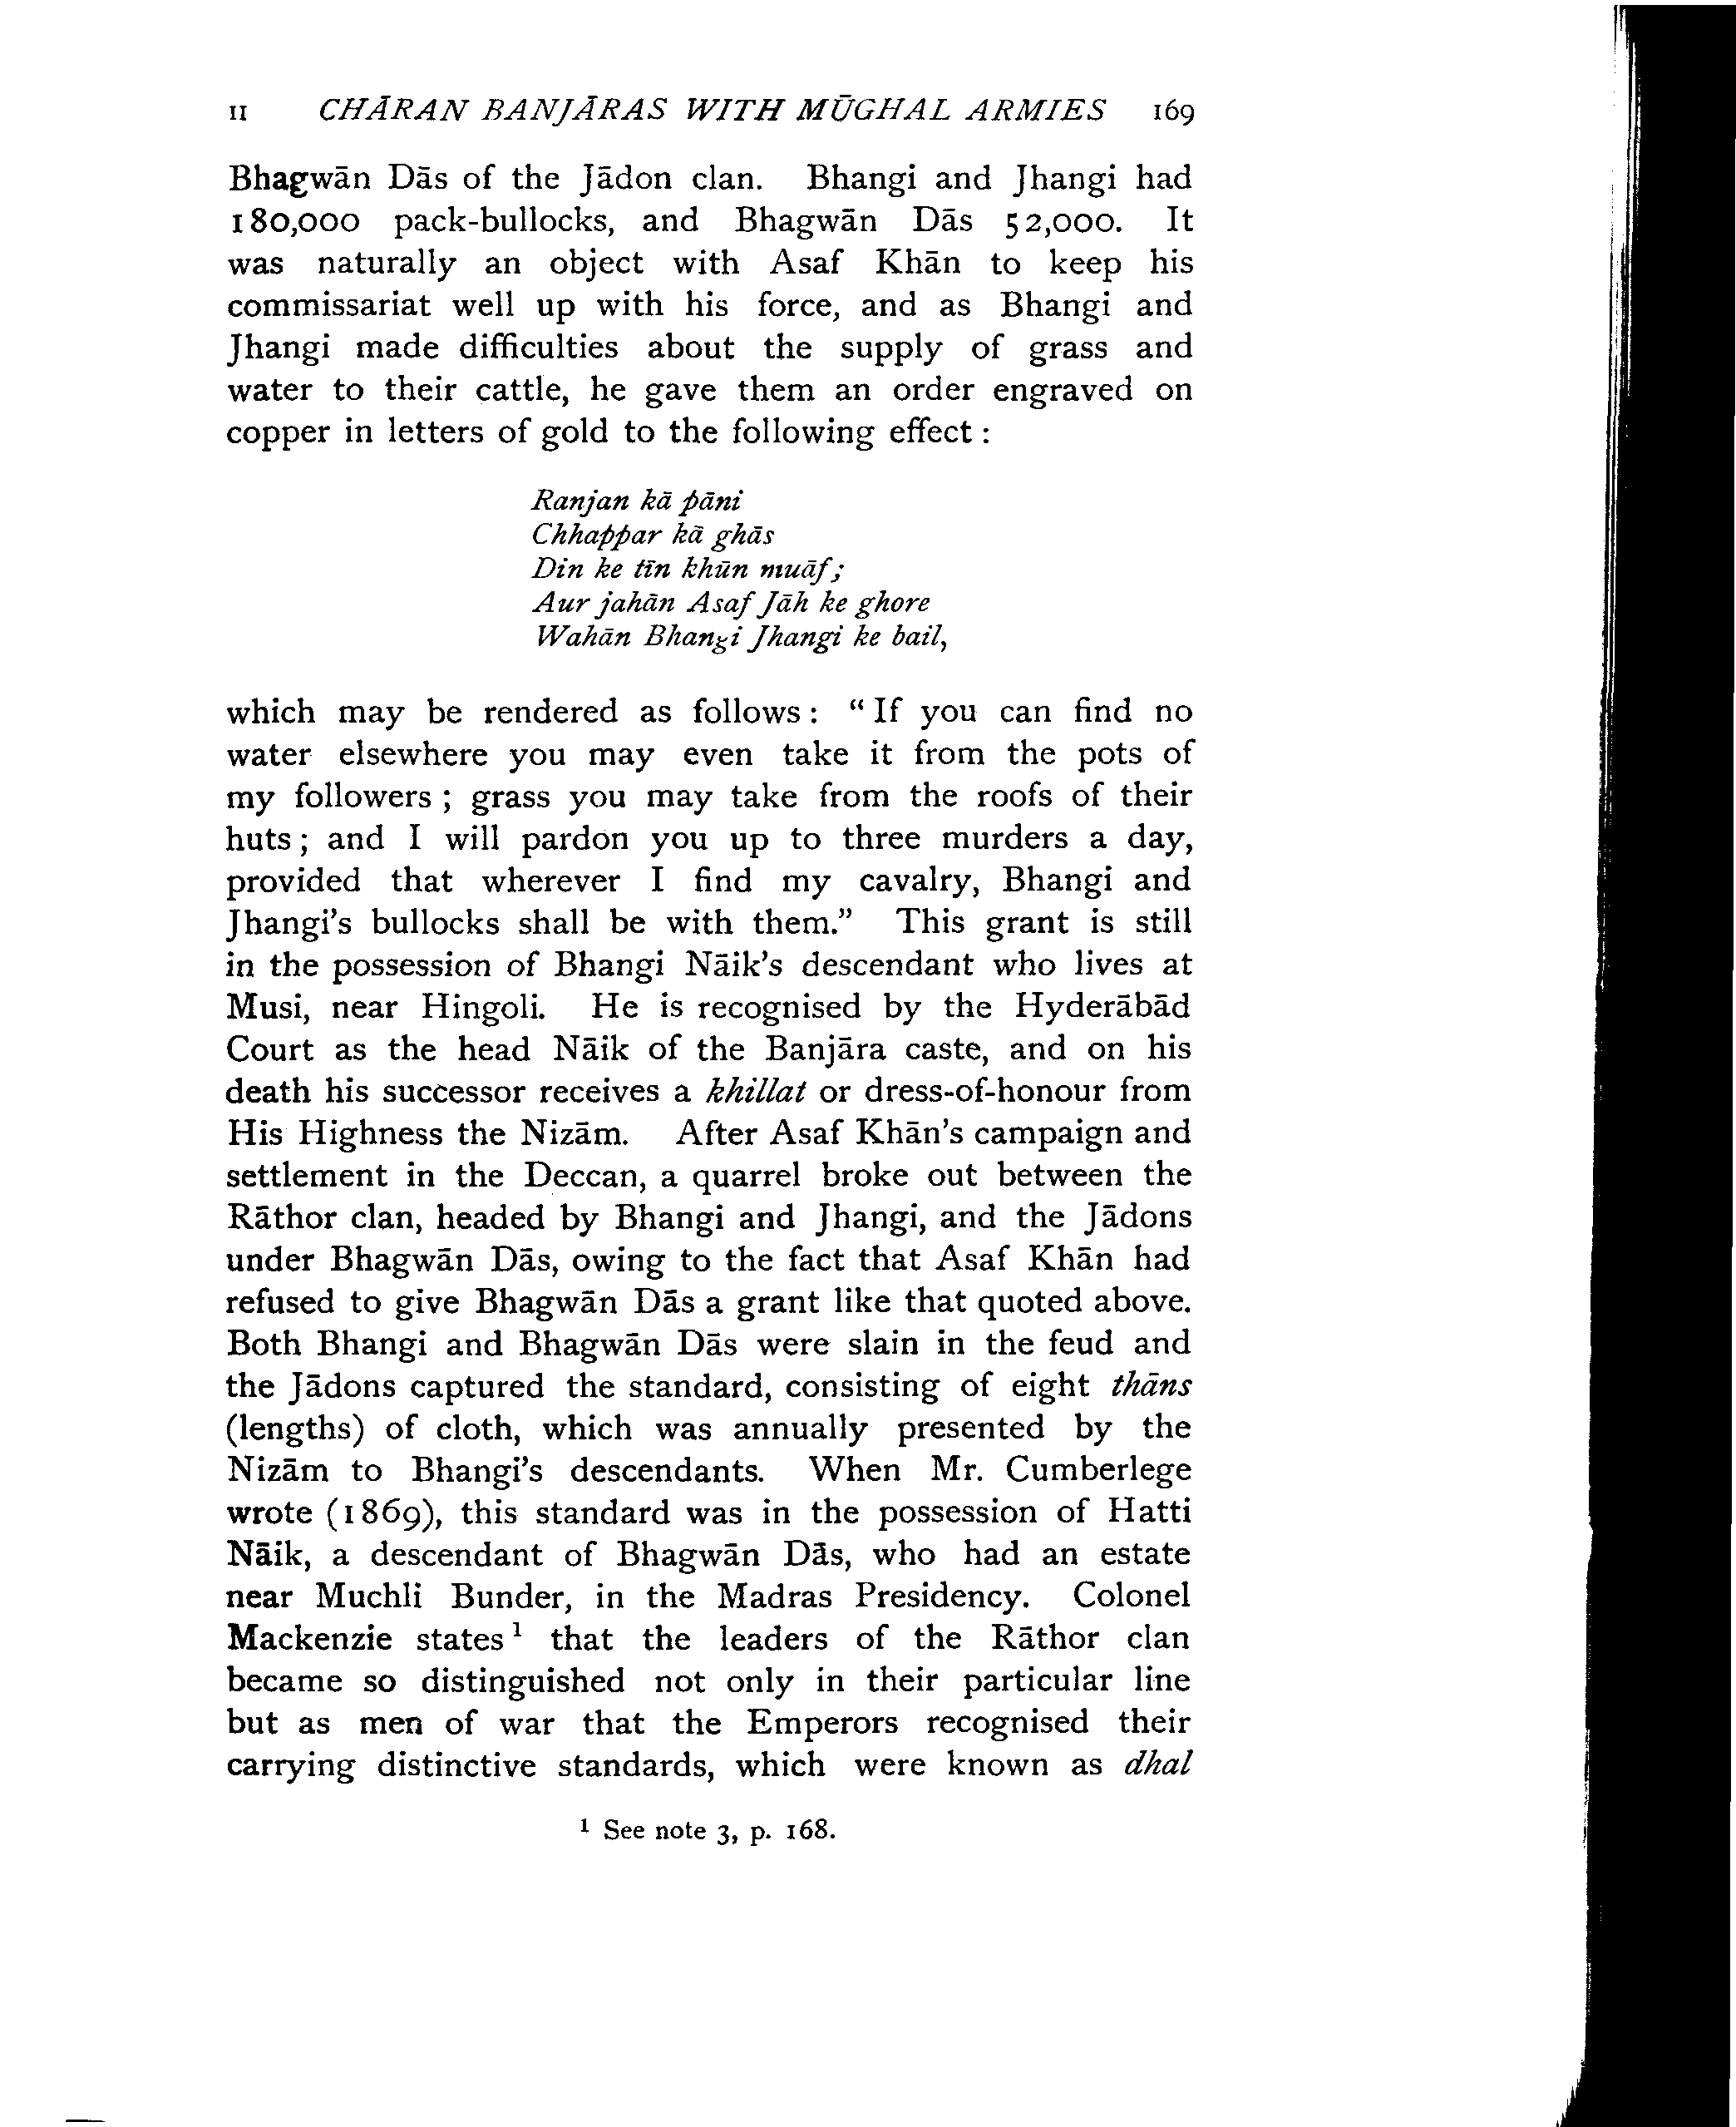 II CHĀRAN BANJĀRAS WITH MŪGHAL ARMIES 169
Bhagwān Dās of the Jādon clan. Bhangi and Jhangi had
180,000 pack-bullocks, and Bhagwān Dās 52,000. It
was naturally an object with Asaf Khān to keep his
commissariat well up with his force, and as Bhangi and
Jhangi made difficulties about the supply of grass and
water to their cattle, he gave them an order engraved on
copper in letters of gold to the following effect :
Ranjan kā pāni
Chhappar kā ghās
Din ke tīn khūn muāf;
Aur jahān Asaf Jāh ke ghore
Wahān Bhangi Jhangi ke bail,
which may be rendered as follows : “ If you can find no
water elsewhere you may even take it from the pots of
my followers ; grass you may take from the roofs of their
huts ; and I will pardon you up to three murders a day,
provided that wherever I find my cavalry, Bhangi and
Jhangi’s bullocks shall be with them.” This grant is still
in the possession of Bhangi Nāik’s descendant who lives at
Musi, near Hingoli. He is recognised by the Hyderābād
Court as the head Nāik of the Banjāra caste, and on his
death his successor receives a khillat or dress-of-honour from
His Highness the Nizām. After Asaf Khān’s campaign and
settlement in the Deccan, a quarrel broke out between the
Rāthor clan, headed by Bhangi and Jhangi, and the Jādons
under Bhagwān Dās, owing to the fact that Asaf Khān had
refused to give Bhagwān Dās a grant like that quoted above.
Both Bhangi and Bhagwān Dās were slain in the feud and
the Jādons captured the standard, consisting of eight thāns
(lengths) of cloth, which was annually presented by the
Nizām to Bhangi’s descendants. When Mr. Cumberlege
wrote (1869), this standard was in the possession of Hatti
Nāik, a descendant of Bhagwān Dās, who had an estate
near Muchli Bunder, in the Madras Presidency. Colonel
Mackenzie states ¹ that the leaders of the Rāthor clan
became so distinguished not only in their particular line
but as men of war that the Emperors recognised their
carrying distinctive standards, which were known as dhal
¹ See note 3, p. 168.